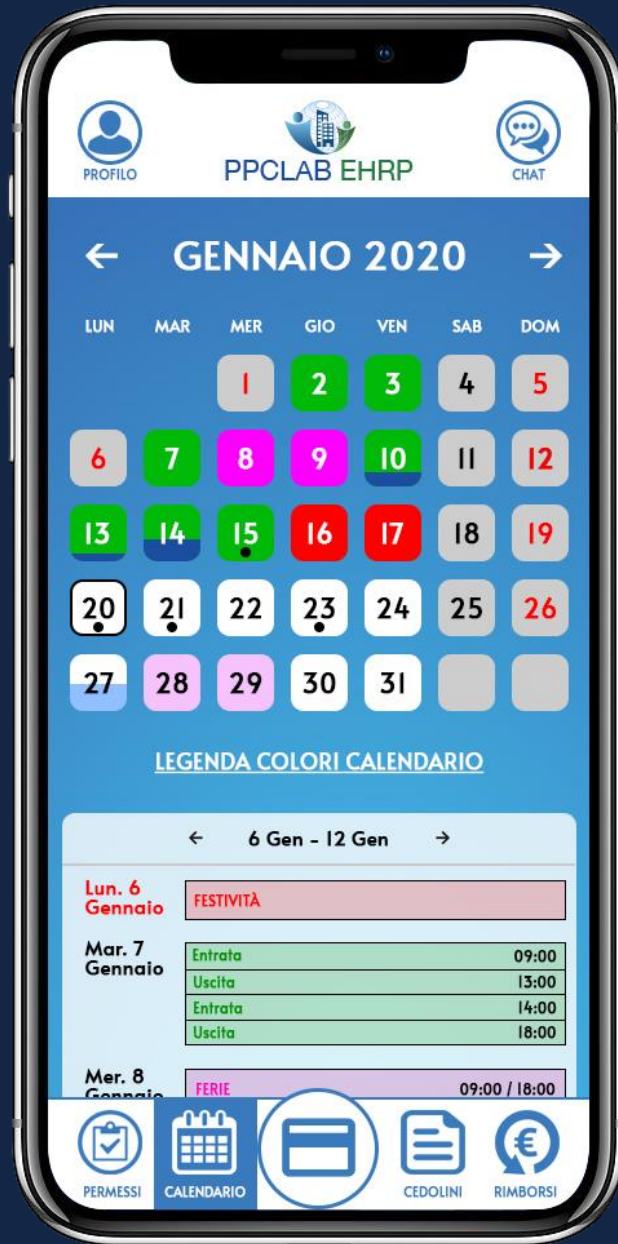 PROFILO
PPCLAB EHRP
CHAT
← GENNAIO 2020 →
LUN MAR MER GIO VEN SAB DOM
1 2 3 4 5
6 7 8 9 10 11 12
13 14 15 16 17 18 19
20 21 22 23 24 25 26
27 28 29 30 31
LEGENDA COLORI CALENDARIO
← 6 Gen - 12 Gen →
Lun. 6
Gennaio
FESTIVITÀ
Mar. 7
Gennaio
Entrata 09:00
Uscita 13:00
Entrata 14:00
Uscita 18:00
Mer. 8
Gennaio
FERIE 09:00 / 18:00
PERMESSI CALENDARIO CEDOLINI € RIMBORSI